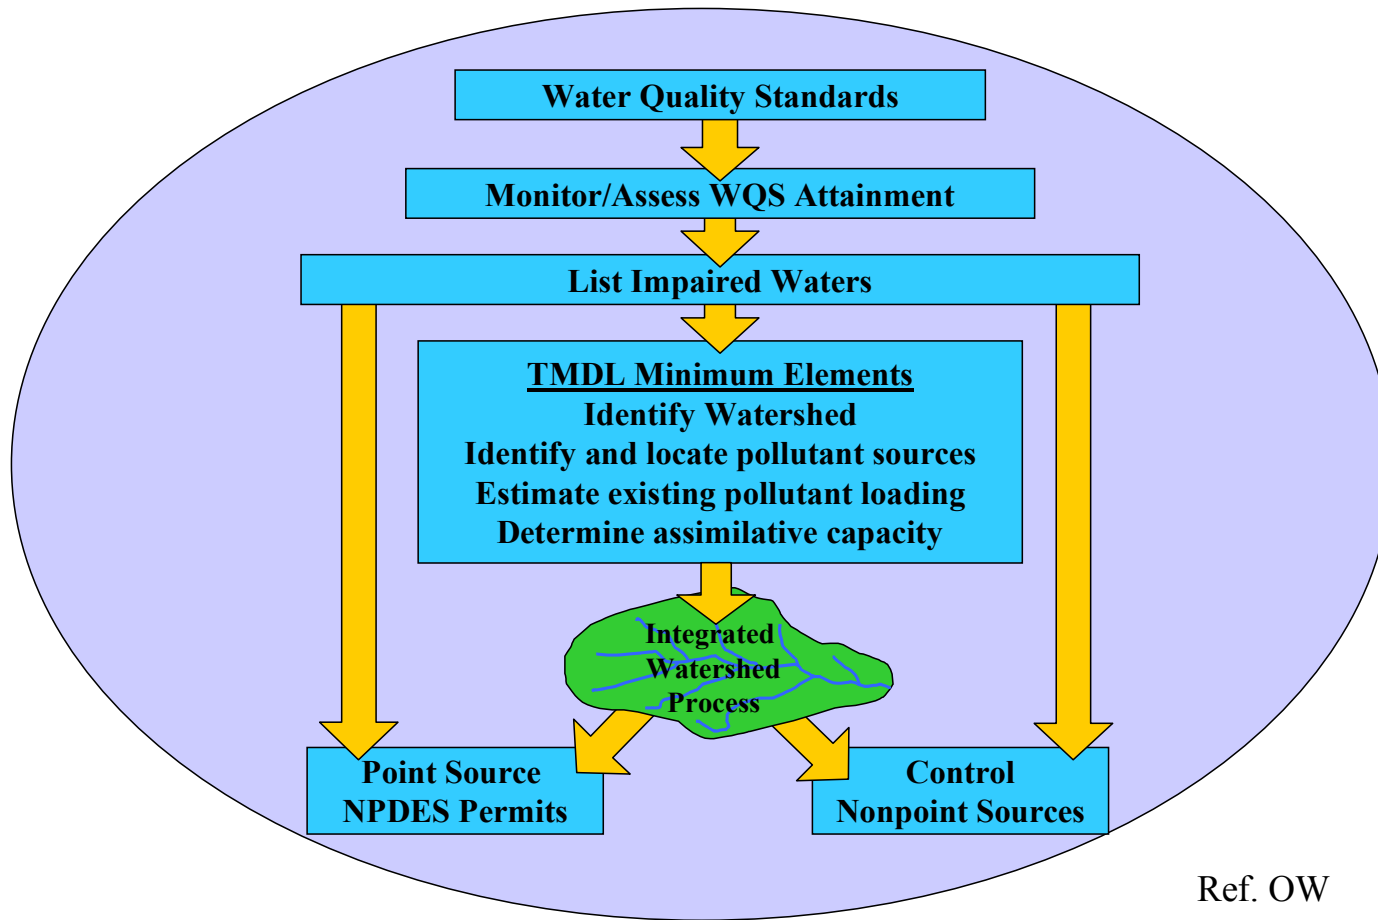 Water Quality Standards
Monitor/Assess WQS Attainment
List Impaired Waters
TMDL Minimum Elements
Identify Watershed
Identify and locate pollutant sources
Estimate existing pollutant loading
Determine assimilative capacity
Integrated
Watershed
Process
Point Source
NPDES Permits
Control
Nonpoint Sources
Ref. OW